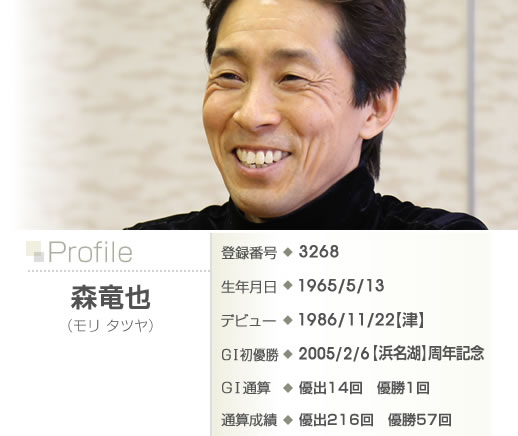 Profile
森竜也
(モリ タツヤ)
登録番号 ◆ 3268
生年月日 ◆ 1965/5/13
デビュー ◆ 1986/11/22【津】
GⅠ初優勝 ◆ 2005/2/6【浜名湖】周年記念
GⅠ通算 ◆ 優出14回 優勝1回
通算成績 ◆ 優出216回 優勝57回